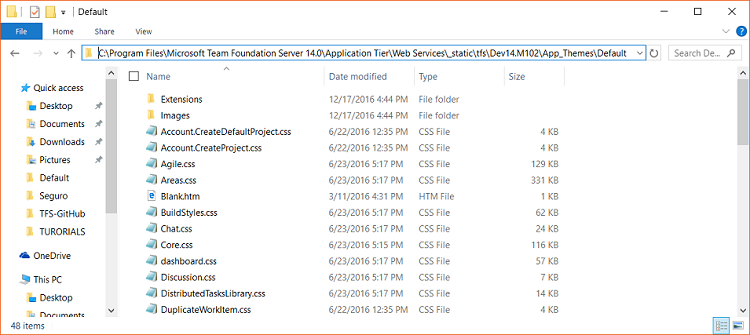 Default
File Home Share View
C:\Program Files\Microsoft Team Foundation Server 14.0\Application Tier\Web Services\_static\tfs\Dev14.M102\App_Themes\Default
Name Date modified Type Size
Quick access
Desktop
Documents
Downloads
Pictures
Default
Seguro
TFS-GitHub
TURORIALS
OneDrive
This PC
Desktop
Documents
Extensions 12/17/2016 4:44 PM File folder
Images 12/17/2016 4:44 PM File folder
Account.CreateDefaultProject.css 6/22/2016 12:35 PM CSS File 4 KB
Account.CreateProject.css 6/22/2016 12:35 PM CSS File 4 KB
Agile.css 6/23/2016 5:17 PM CSS File 129 KB
Areas.css 6/23/2016 5:17 PM CSS File 331 KB
Blank.htm 3/11/2016 4:31 PM HTM File 1 KB
BuildStyles.css 6/23/2016 5:17 PM CSS File 62 KB
Chat.css 6/23/2016 5:17 PM CSS File 24 KB
Core.css 6/23/2016 5:15 PM CSS File 116 KB
dashboard.css 6/23/2016 5:17 PM CSS File 57 KB
Discussion.css 6/23/2016 5:17 PM CSS File 7 KB
DistributedTasksLibrary.css 6/23/2016 5:17 PM CSS File 14 KB
DuplicateWorkItem.css 6/22/2016 12:35 PM CSS File 4 KB
48 items